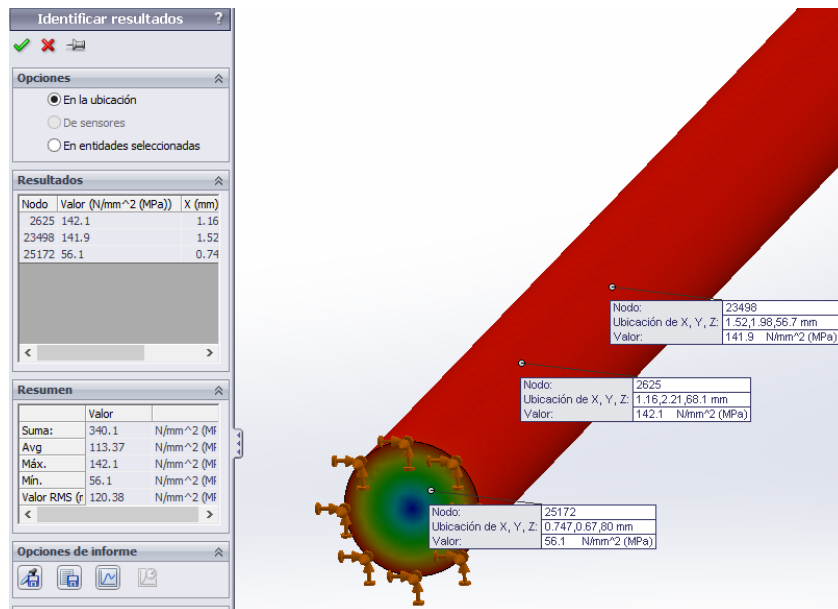 Identificar resultados ?
Opciones
En la ubicación
De sensores
En entidades seleccionadas
Resultados
Nodo Valor (N/mm^2 (MPa)) X (mm)
2625 142.1 1.16
23498 141.9 1.52
25172 56.1 0.74
Resumen
Valor
Suma: 340.1 N/mm^2 (MF
Avg 113.37 N/mm^2 (MF
Máx. 142.1 N/mm^2 (MF
Mín. 56.1 N/mm^2 (MF
Valor RMS (r 120.38 N/mm^2 (MF
Opciones de informe
Nodo: 23498
Ubicación de X, Y, Z: 1.52,1.98,56.7 mm
Valor: 141.9 N/mm^2 (MPa)
Nodo: 2625
Ubicación de X, Y, Z: 1.16,2.21,68.1 mm
Valor: 142.1 N/mm^2 (MPa)
Nodo: 25172
Ubicación de X, Y, Z: 0.747,0.67,80 mm
Valor: 56.1 N/mm^2 (MPa)